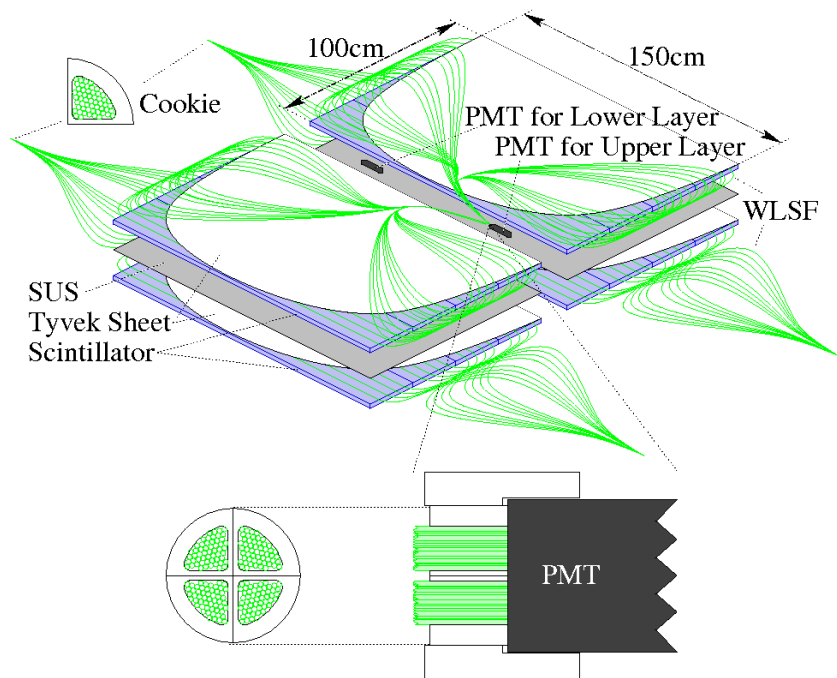 100cm
150cm
Cookie
PMT for Lower Layer
PMT for Upper Layer
WLSF
SUS
Tyvek Sheet
Scintillator
PMT